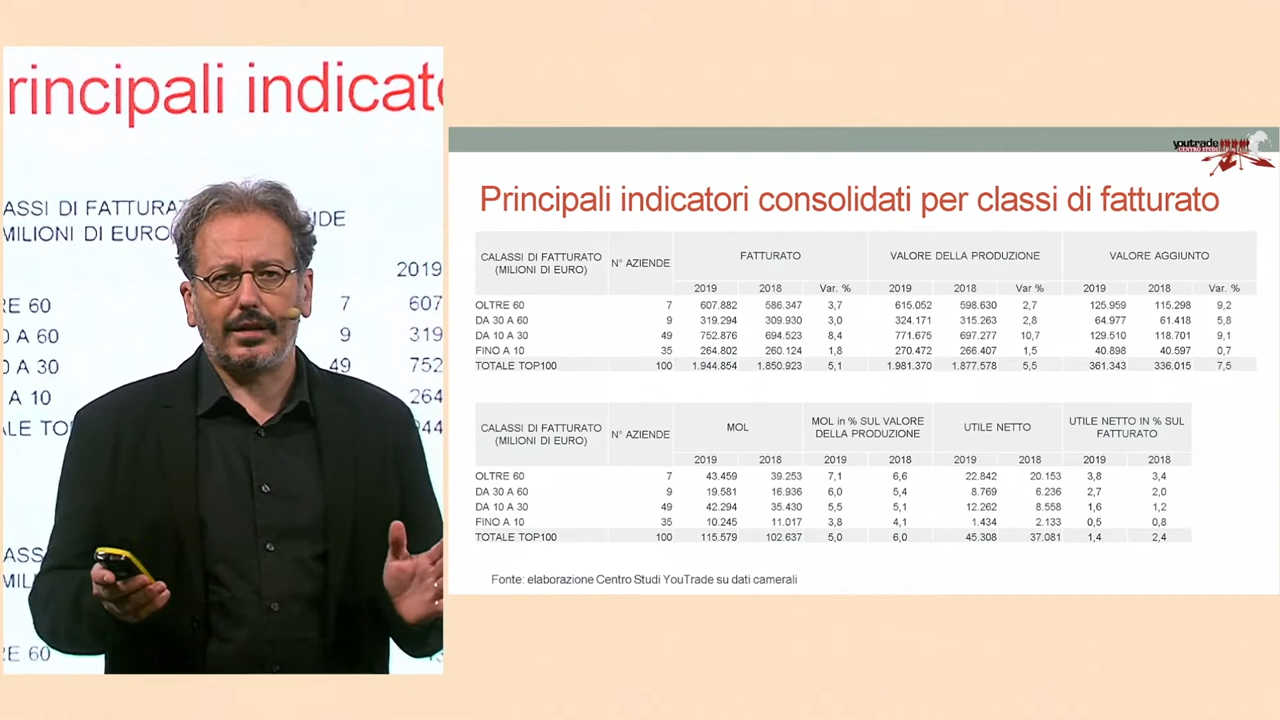 rincipali indicato
ASSI DI FATTURAT
NDE
MILIONI DI EURO
2019
RE 60 7 607
A 60 9 319
A 30 49 752
A 10 264
LE TO 944
ASS
MILI
RE 60
youtrade
CENTRO STUDI
Principali indicatori consolidati per classi di fatturato
CALASSI DI FATTURATO (MILIONI DI EURO) N° AZIENDE FATTURATO VALORE DELLA PRODUZIONE VALORE AGGIUNTO
2019 2018 Var. % 2019 2018 Var % 2019 2018 Var. %
OLTRE 60 7 607.882 586.347 3,7 615.052 598.630 2,7 125.959 115.298 9,2
DA 30 A 60 9 319.294 309.930 3,0 324.171 315.263 2,8 64.977 61.418 5,8
DA 10 A 30 49 752.876 694.523 8,4 771.675 697.277 10,7 129.510 118.701 9,1
FINO A 10 35 264.802 260.124 1,8 270.472 266.407 1,5 40.898 40.597 0,7
TOTALE TOP100 100 1.944.854 1.850.923 5,1 1.981.370 1.877.578 5,5 361.343 336.015 7,5
CALASSI DI FATTURATO (MILIONI DI EURO) N° AZIENDE MOL MOL in % SUL VALORE DELLA PRODUZIONE UTILE NETTO UTILE NETTO IN % SUL FATTURATO
2019 2018 2019 2018 2019 2018 2019 2018
OLTRE 60 7 43.459 39.253 7,1 6,6 22.842 20.153 3,8 3,4
DA 30 A 60 9 19.581 16.936 6,0 5,4 8.769 6.236 2,7 2,0
DA 10 A 30 49 42.294 35.430 5,5 5,1 12.262 8.558 1,6 1,2
FINO A 10 35 10.245 11.017 3,8 4,1 1.434 2.133 0,5 0,8
TOTALE TOP100 100 115.579 102.637 5,0 6,0 45.308 37.081 1,4 2,4
Fonte: elaborazione Centro Studi YouTrade su dati camerali